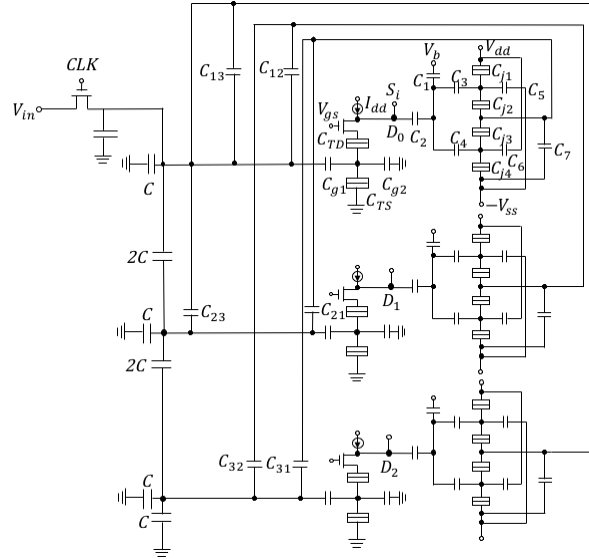 CLK
V_in
C_13
C_12
V_b
V_dd
C_1
C_3
C_j1
C_5
V_gs
I_dd
S_i
C_j2
C_TD
D_0
C_2
C_4
C_j3
C_7
C_6
C
C_g1
C_g2
C_j4
C_TS
-V_ss
2C
C_23
C_21
D_1
C
2C
C_32
C_31
D_2
C
C